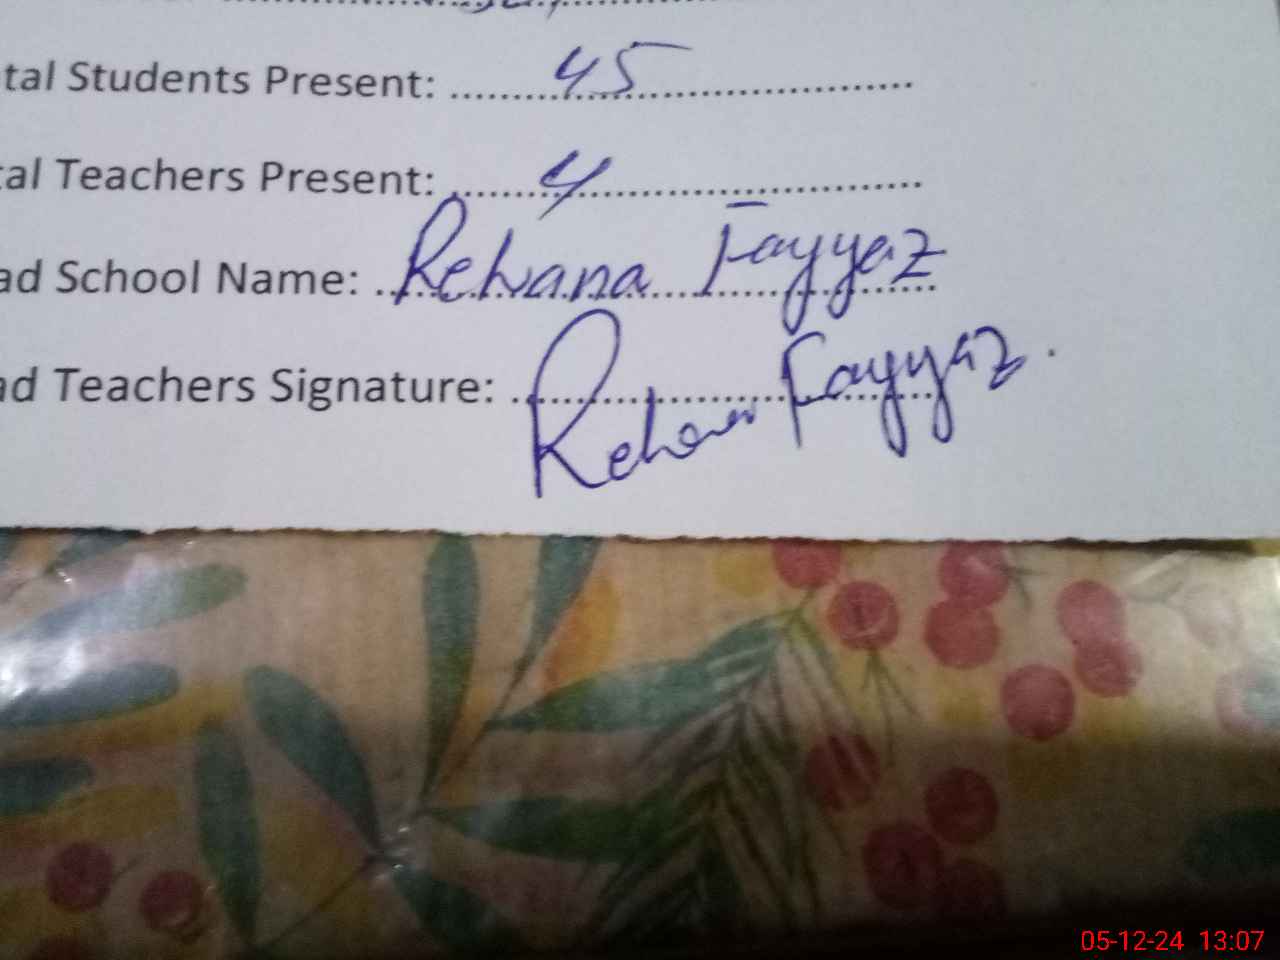 tal Students Present: 45
tal Teachers Present: 4
ad School Name: Rehana Fayyaz
ad Teachers Signature: Rehana Fayyaz.
05-12-24 13:07